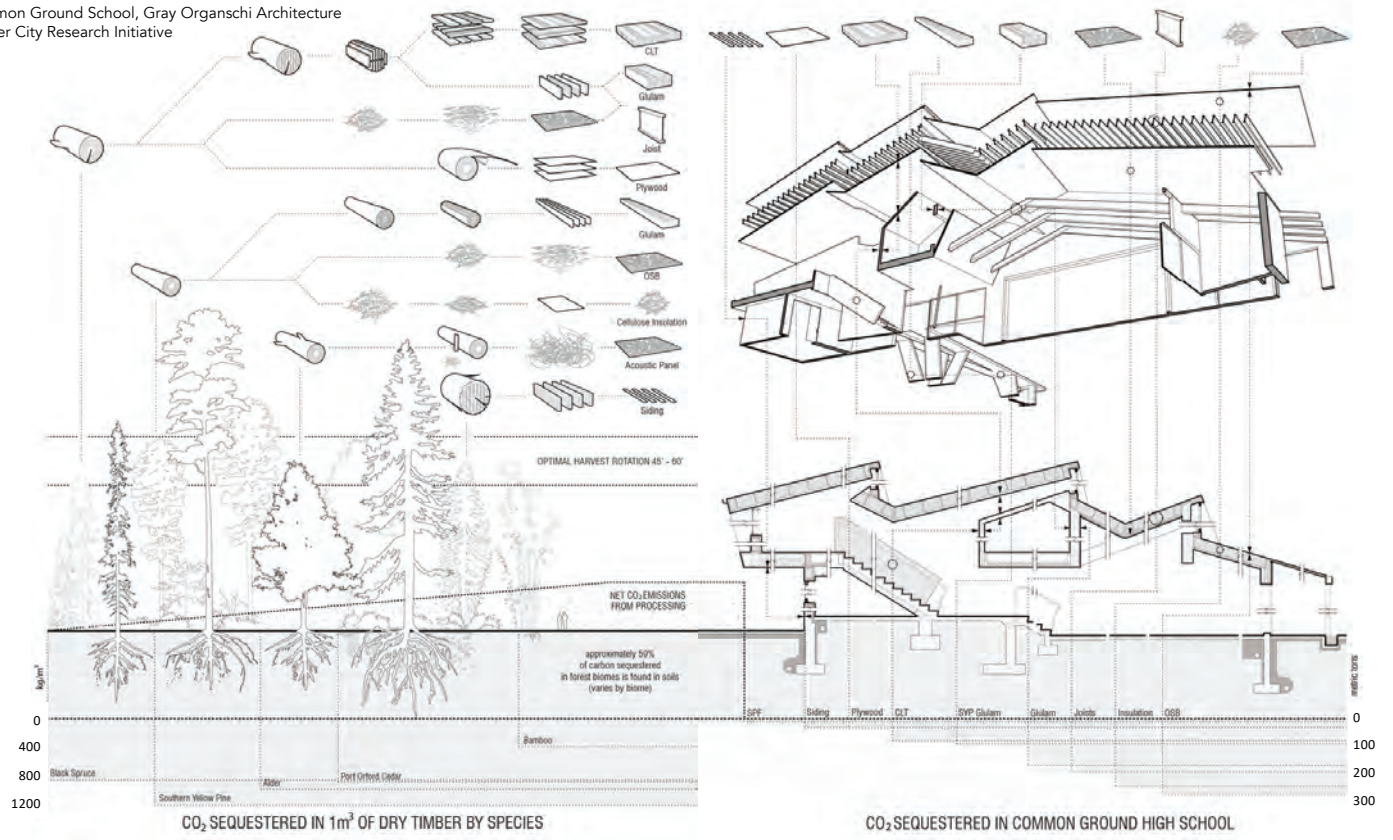 mon Ground School, Gray Organschi Architecture
er City Research Initiative
CLT
Glulam
Joist
Plywood
Glulam
OSB
Cellulose Insulation
Acoustic Panel
Siding
OPTIMAL HARVEST ROTATION 45' - 60'
NET CO₂ EMISSIONS
FROM PROCESSING
approximately 59%
of carbon sequestered
in forest biomes is found in soils
(varies by biome)
kg/m³
0
400
800
1200
Black Spruce
Southern Yellow Pine
Alder
Port Orford Cedar
Bamboo
CO₂ SEQUESTERED IN 1m³ OF DRY TIMBER BY SPECIES
SPF
Siding
Plywood
CLT
SYP Glulam
Glulam
Joists
Insulation
OSB
metric tons
0
100
200
300
CO₂ SEQUESTERED IN COMMON GROUND HIGH SCHOOL